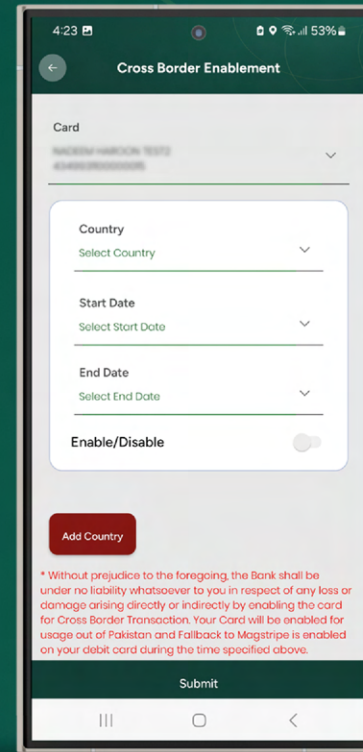 4:23 53%
Cross Border Enablement
Card
Country
Select Country
Start Date
Select Start Date
End Date
Select End Date
Enable/Disable
Add Country
* Without prejudice to the foregoing, the Bank shall be
under no liability whatsoever to you in respect of any loss or
damage arising directly or indirectly by enabling the card
for Cross Border Transaction. Your Card will be enabled for
usage out of Pakistan and Fallback to Magstripe is enabled
on your debit card during the time specified above.
Submit